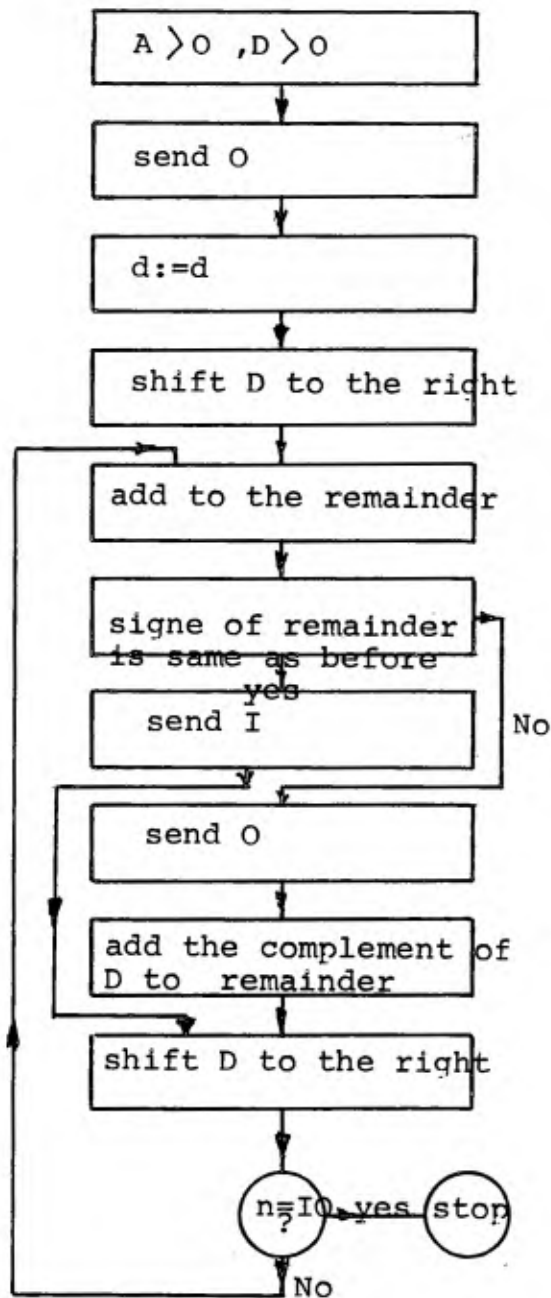 A > O , D > O
send O
d:=d
shift D to the right
add to the remainder
signe of remainder
is same as before
yes
send I
No
send O
add the complement of
D to remainder
shift D to the right
n=IO yes stop
?
No